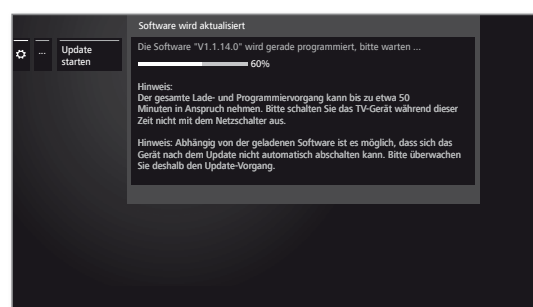 Software wird aktualisiert
...
Update
starten
Die Software "V1.1.14.0" wird gerade programmiert, bitte warten ...
60%
Hinweis:
Der gesamte Lade- und Programmiervorgang kann bis zu etwa 50
Minuten in Anspruch nehmen. Bitte schalten Sie das TV-Gerät während dieser
Zeit nicht mit dem Netzschalter aus.
Hinweis: Abhängig von der geladenen Software ist es möglich, dass sich das
Gerät nach dem Update nicht automatisch abschalten kann. Bitte überwachen
Sie deshalb den Update-Vorgang.